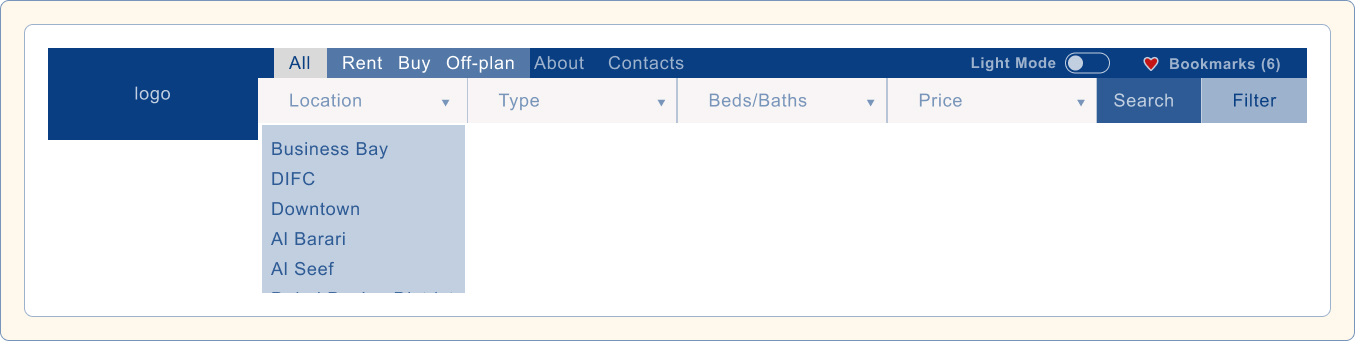 logo
All Rent Buy Off-plan About Contacts Light Mode Bookmarks (6)
Location Type Beds/Baths Price Search Filter
Business Bay
DIFC
Downtown
Al Barari
Al Seef